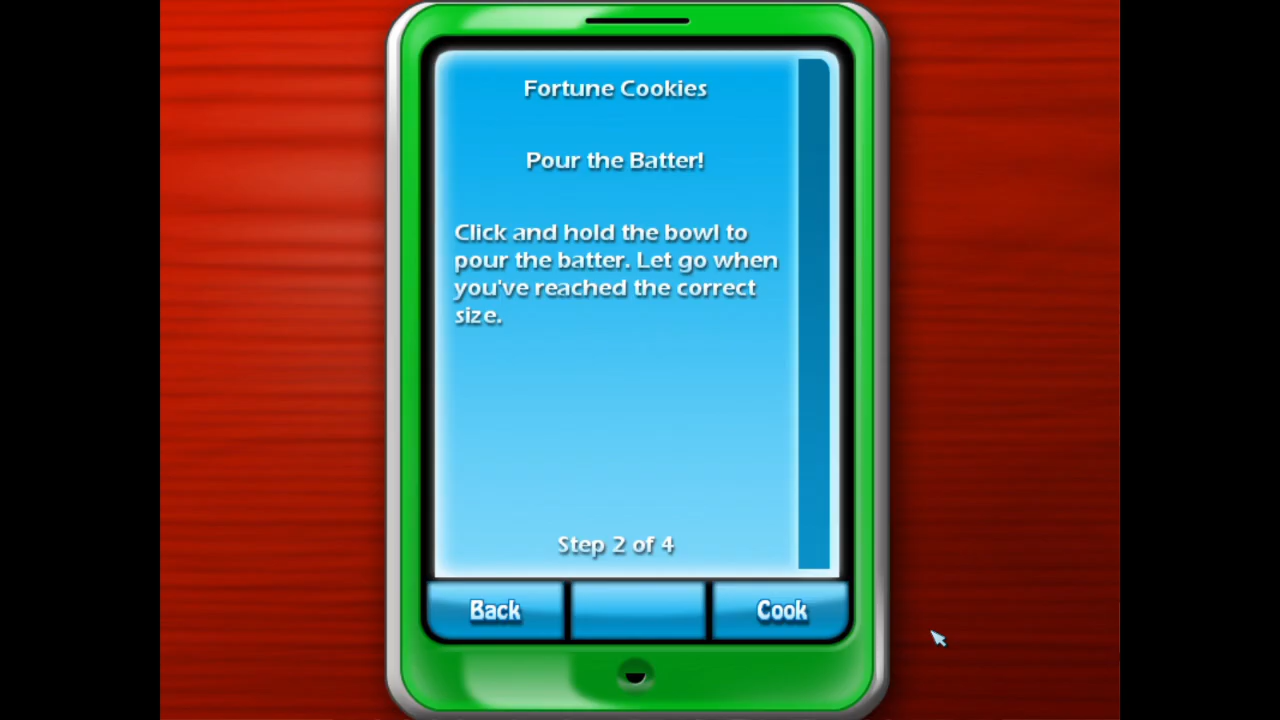 Fortune Cookies
Pour the Batter!
Click and hold the bowl to
pour the batter. Let go when
you've reached the correct
size.
Step 2 of 4
Back
Cook